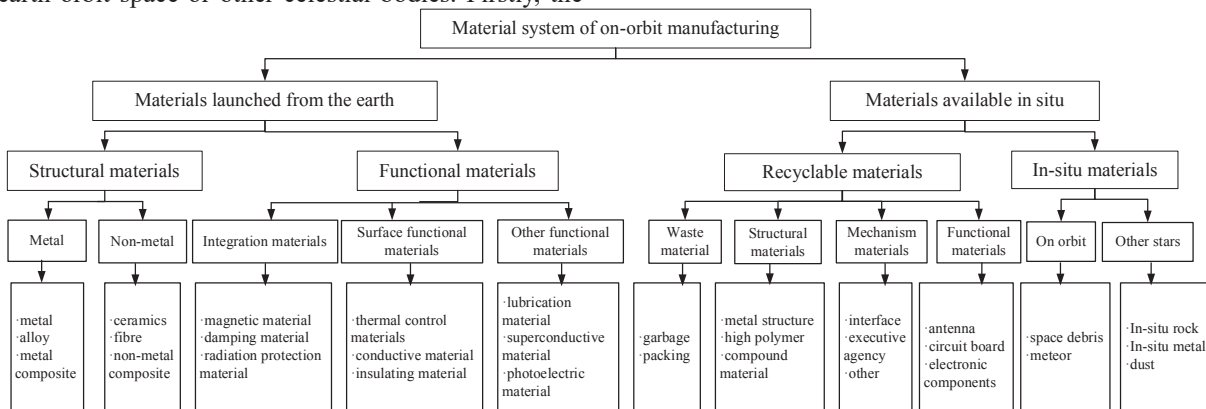 earth orbit space or other celestial bodies. Firstly, the
Material system of on-orbit manufacturing
Materials launched from the earth
Materials available in situ
Structural materials
Functional materials
Recyclable materials
In-situ materials
Metal
Non-metal
Integration materials
Surface functional
materials
Other functional
materials
Waste
material
Structural
materials
Mechanism
materials
Functional
materials
On orbit
Other stars
·metal
·alloy
·metal
composite
·ceramics
·fibre
·non-metal
composite
·magnetic material
·damping material
·radiation protection
material
·thermal control
materials
·conductive material
·insulating material
·lubrication
material
·superconductive
material
·photoelectric
material
·garbage
·packing
·metal structure
·high polymer
·compound
material
·interface
·executive
agency
·other
·antenna
·circuit board
·electronic
components
·space debris
·meteor
·In-situ rock
·In-situ metal
·dust